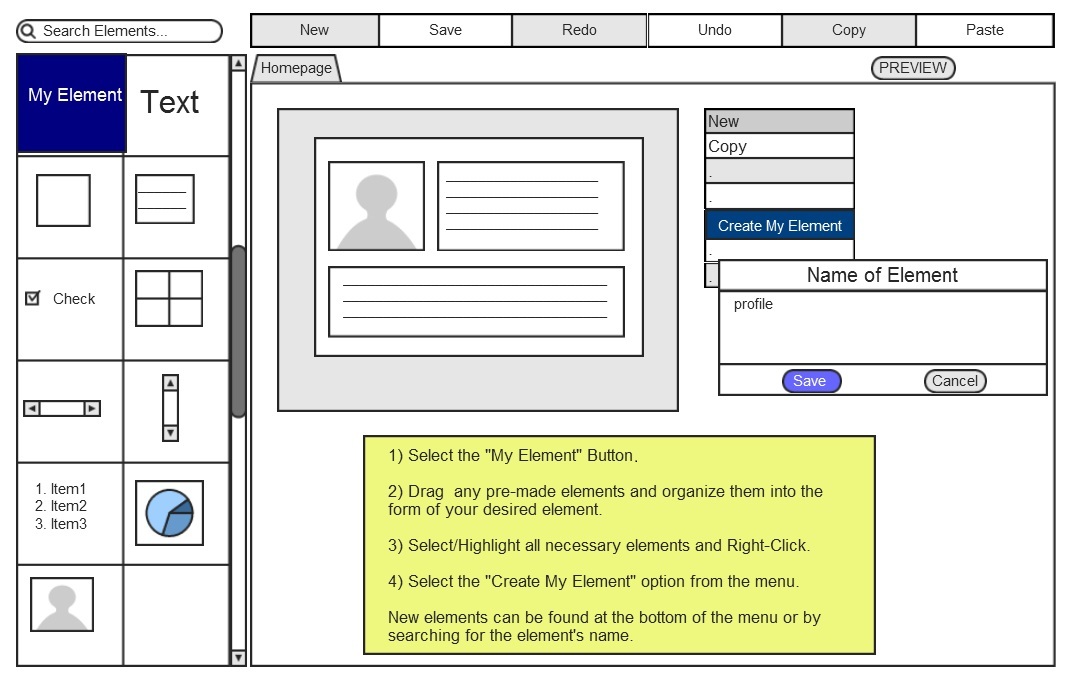 Search Elements...
New Save Redo Undo Copy Paste
Homepage
PREVIEW
My Element
Text
Check
1. Item1
2. Item2
3. Item3
New
Copy
.
.
Create My Element
.
.
Name of Element
profile
Save
Cancel
1) Select the "My Element" Button.
2) Drag  any pre-made elements and organize them into the
form of your desired element.
3) Select/Highlight all necessary elements and Right-Click.
4) Select the "Create My Element" option from the menu.
New elements can be found at the bottom of the menu or by
searching for the element's name.